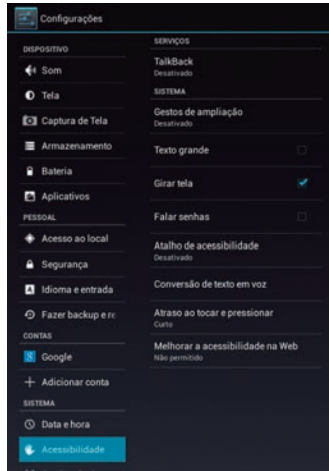 Configurações
DISPOSITIVO
Som
Tela
Captura de Tela
Armazenamento
Bateria
Aplicativos
PESSOAL
Acesso ao local
Segurança
Idioma e entrada
Fazer backup e re
CONTAS
Google
Adicionar conta
SISTEMA
Data e hora
Acessibilidade
SERVIÇOS
TalkBack
Desativado
SISTEMA
Gestos de ampliação
Desativado
Texto grande
Girar tela
Falar senhas
Atalho de acessibilidade
Desativado
Conversão de texto em voz
Atraso ao tocar e pressionar
Curto
Melhorar a acessibilidade na Web
Não permitido